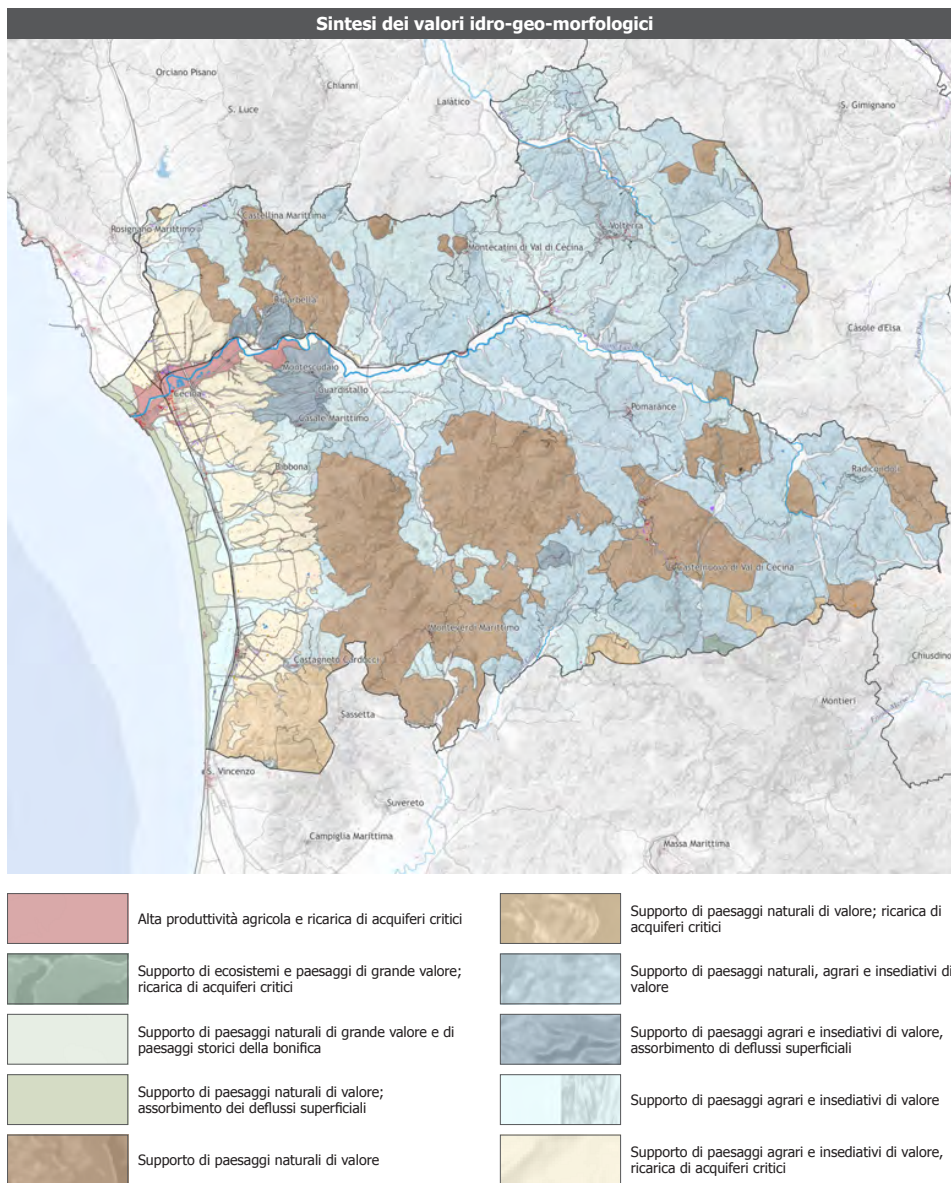 Sintesi dei valori idro-geo-morfologici
Orciano Pisano
Chianni
S. Luce
Laiàtico
S. Gimignano
Castellina Marittima
Rosignano Marittimo
Volterra
Montecatini di Val di Cecina
Riparbella
Càsole d'Elsa
Montescudaio
Cecina
Guardistallo
Casale Marittimo
Pomarance
Bibbona
Radicondoli
Castelnuovo di Val di Cecina
Monteverdi Marittimo
Castagneto Carducci
Chiusdino
Montieri
Sassetta
S. Vincenzo
Suvereto
Campiglia Marittima
Massa Marittima
Alta produttività agricola e ricarica di acquiferi critici
Supporto di ecosistemi e paesaggi di grande valore;
ricarica di acquiferi critici
Supporto di paesaggi naturali di grande valore e di
paesaggi storici della bonifica
Supporto di paesaggi naturali di valore;
assorbimento dei deflussi superficiali
Supporto di paesaggi naturali di valore
Supporto di paesaggi naturali di valore; ricarica di
acquiferi critici
Supporto di paesaggi naturali, agrari e insediativi di
valore
Supporto di paesaggi agrari e insediativi di valore,
assorbimento di deflussi superficiali
Supporto di paesaggi agrari e insediativi di valore
Supporto di paesaggi agrari e insediativi di valore,
ricarica di acquiferi critici